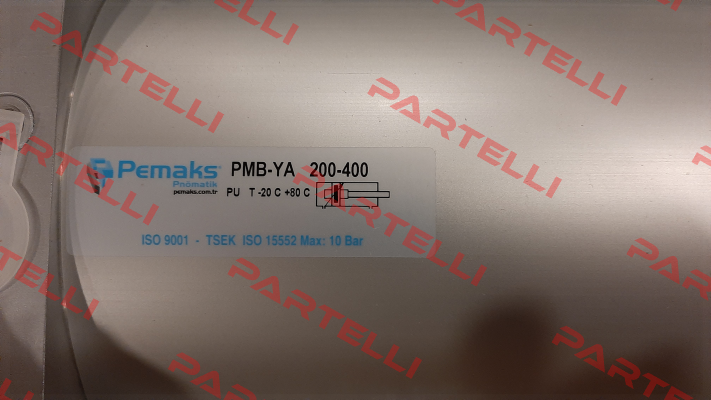 Pemaks PMB-YA 200-400
Pnömatik
pemaks.com.tr PU T -20 C +80 C
ISO 9001 - TSEK ISO 15552 Max: 10 Bar
PARTELLI
PARTELLI
PARTELLI
PARTELLI
PARTELLI
PARTELLI
PARTELLI
PARTELLI
PARTELLI